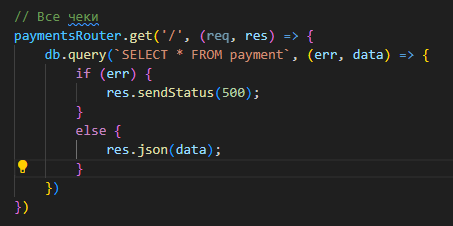 // Все чеки
paymentsRouter.get('/', (req, res) => {
    db.query(`SELECT * FROM payment`, (err, data) => {
        if (err) {
            res.sendStatus(500);
        }
        else {
            res.json(data);
        }
    })
})